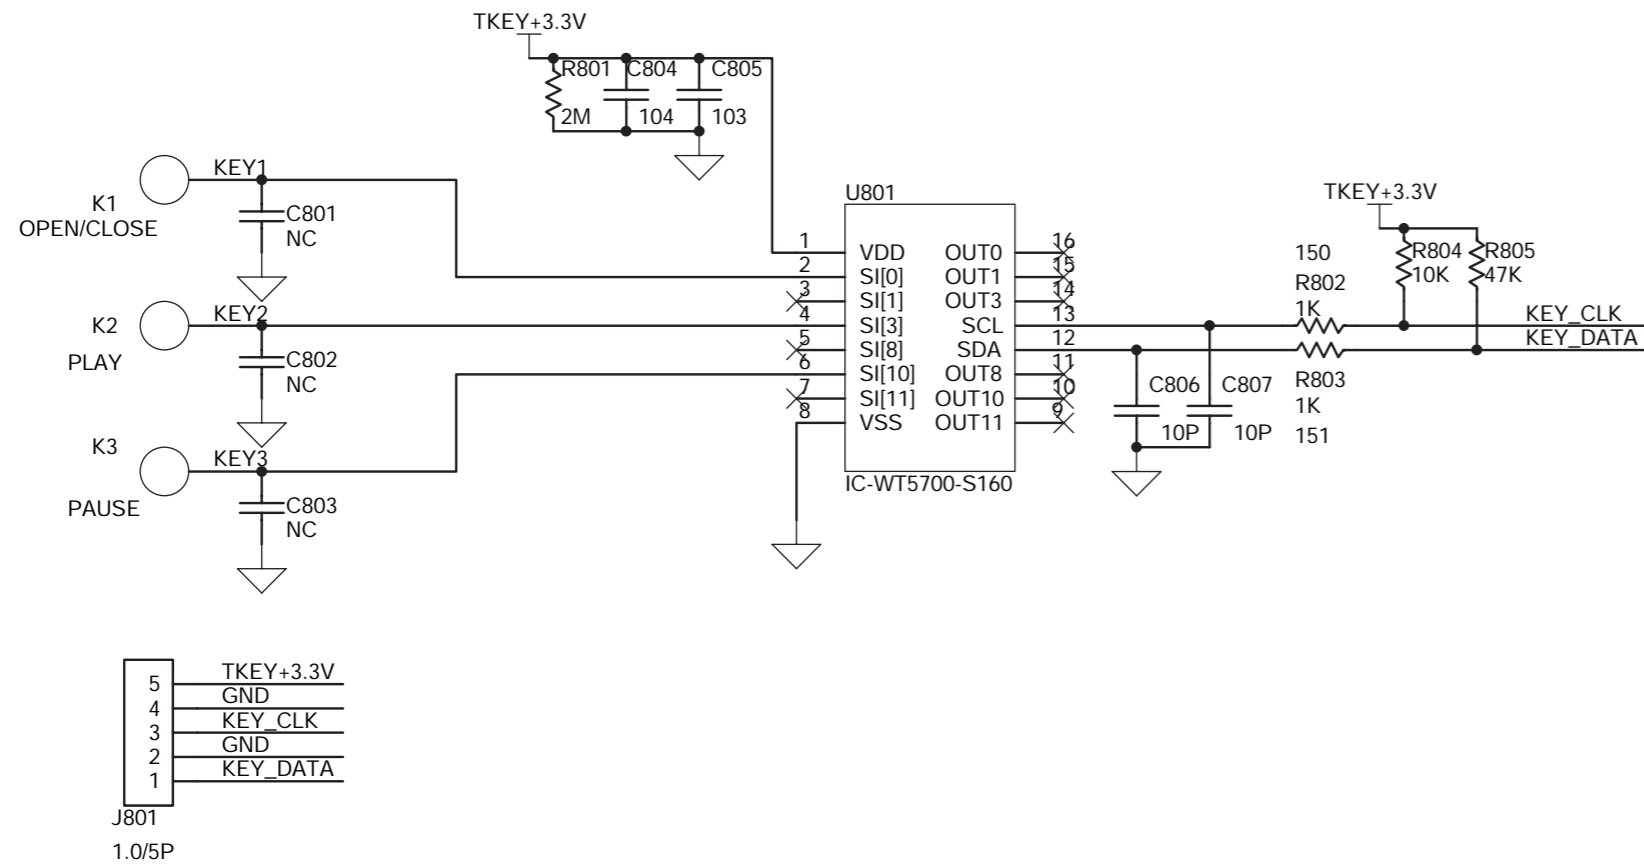 TKEY+3.3V
R801
C804
C805
2M
104
103
KEY1
K1
OPEN/CLOSE
C801
NC
U801
TKEY+3.3V
1
VDD
OUT0
16
2
SI[0]
OUT1
15
3
SI[1]
OUT3
14
4
SI[3]
SCL
13
5
SI[8]
SDA
12
6
SI[10]
OUT8
11
7
SI[11]
OUT10
10
8
VSS
OUT11
9
IC-WT5700-S160
150
R802
1K
R804
10K
R805
47K
KEY_CLK
KEY_DATA
KEY2
K2
PLAY
C802
NC
C806
10P
C807
10P
R803
1K
151
K3
KEY3
PAUSE
C803
NC
5
TKEY+3.3V
4
GND
3
KEY_CLK
2
GND
1
KEY_DATA
J801
1.0/5P